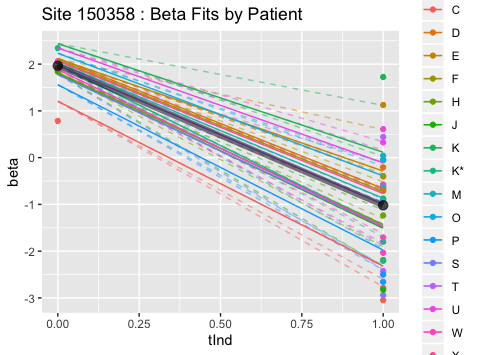 Site 150358 : Beta Fits by Patient
beta
2
1
0
-1
-2
-3
0.00
0.25
0.50
0.75
1.00
tInd
C
D
E
F
H
J
K
K*
M
O
P
S
T
U
W